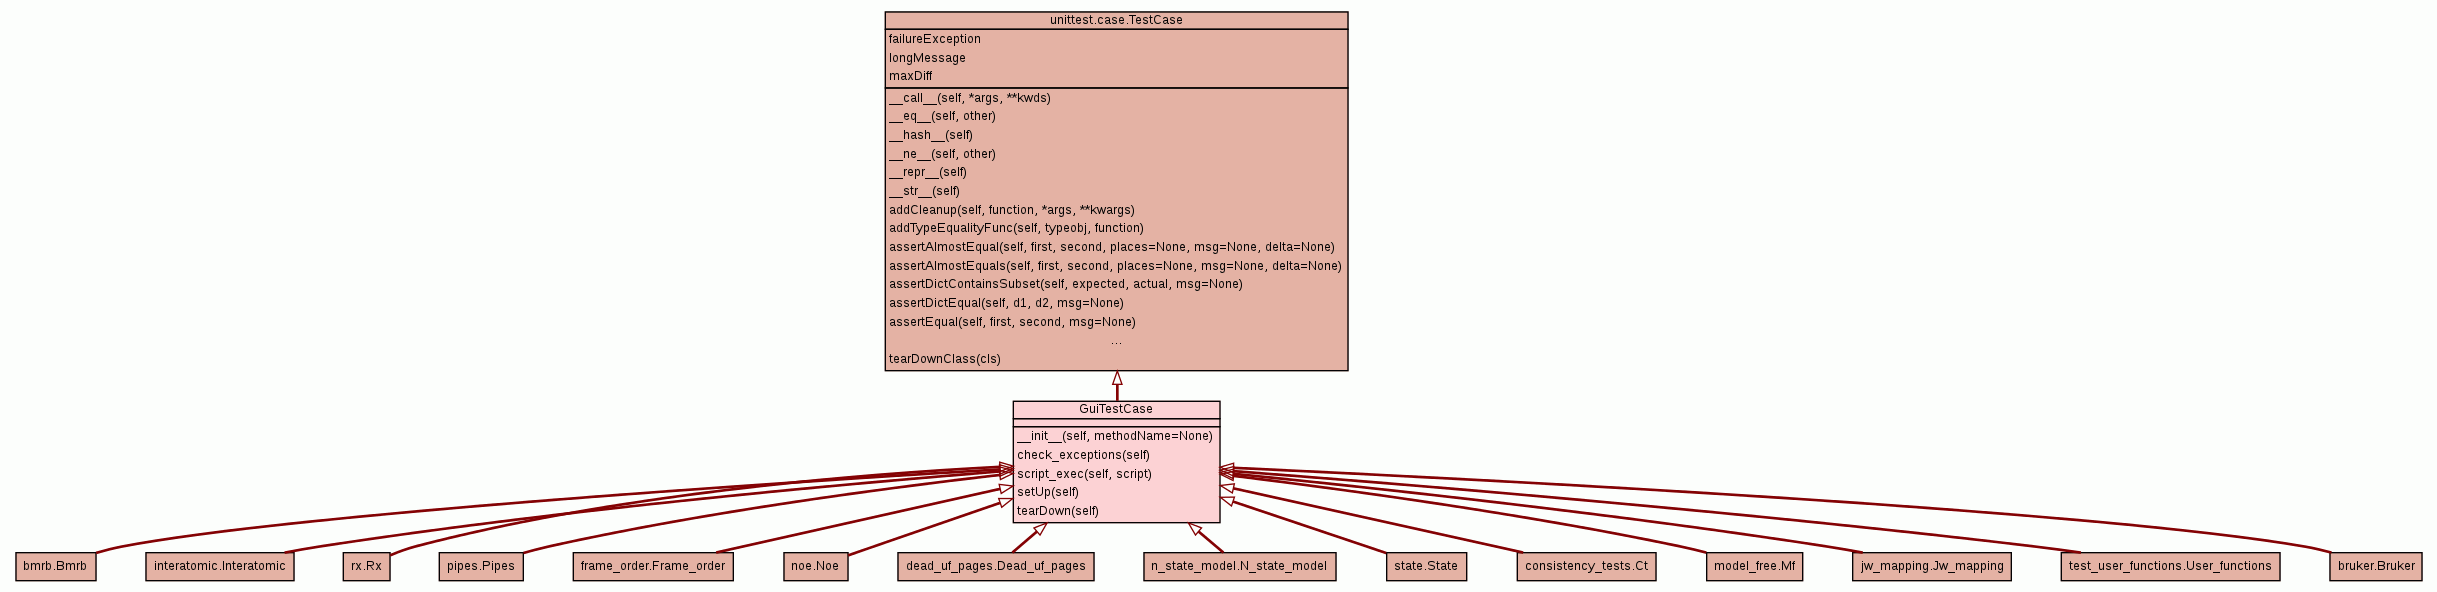 unittest.case.TestCase
failureException
longMessage
maxDiff
__call__(self, *args, **kwds)
__eq__(self, other)
__hash__(self)
__ne__(self, other)
__repr__(self)
__str__(self)
addCleanup(self, function, *args, **kwargs)
addTypeEqualityFunc(self, typeobj, function)
assertAlmostEqual(self, first, second, places=None, msg=None, delta=None)
assertAlmostEquals(self, first, second, places=None, msg=None, delta=None)
assertDictContainsSubset(self, expected, actual, msg=None)
assertDictEqual(self, d1, d2, msg=None)
assertEqual(self, first, second, msg=None)
...
tearDownClass(cls)
GuiTestCase
__init__(self, methodName=None)
check_exceptions(self)
script_exec(self, script)
setUp(self)
tearDown(self)
bmrb.Bmrb
interatomic.Interatomic
rx.Rx
pipes.Pipes
frame_order.Frame_order
noe.Noe
dead_uf_pages.Dead_uf_pages
n_state_model.N_state_model
state.State
consistency_tests.Ct
model_free.Mf
jw_mapping.Jw_mapping
test_user_functions.User_functions
bruker.Bruker